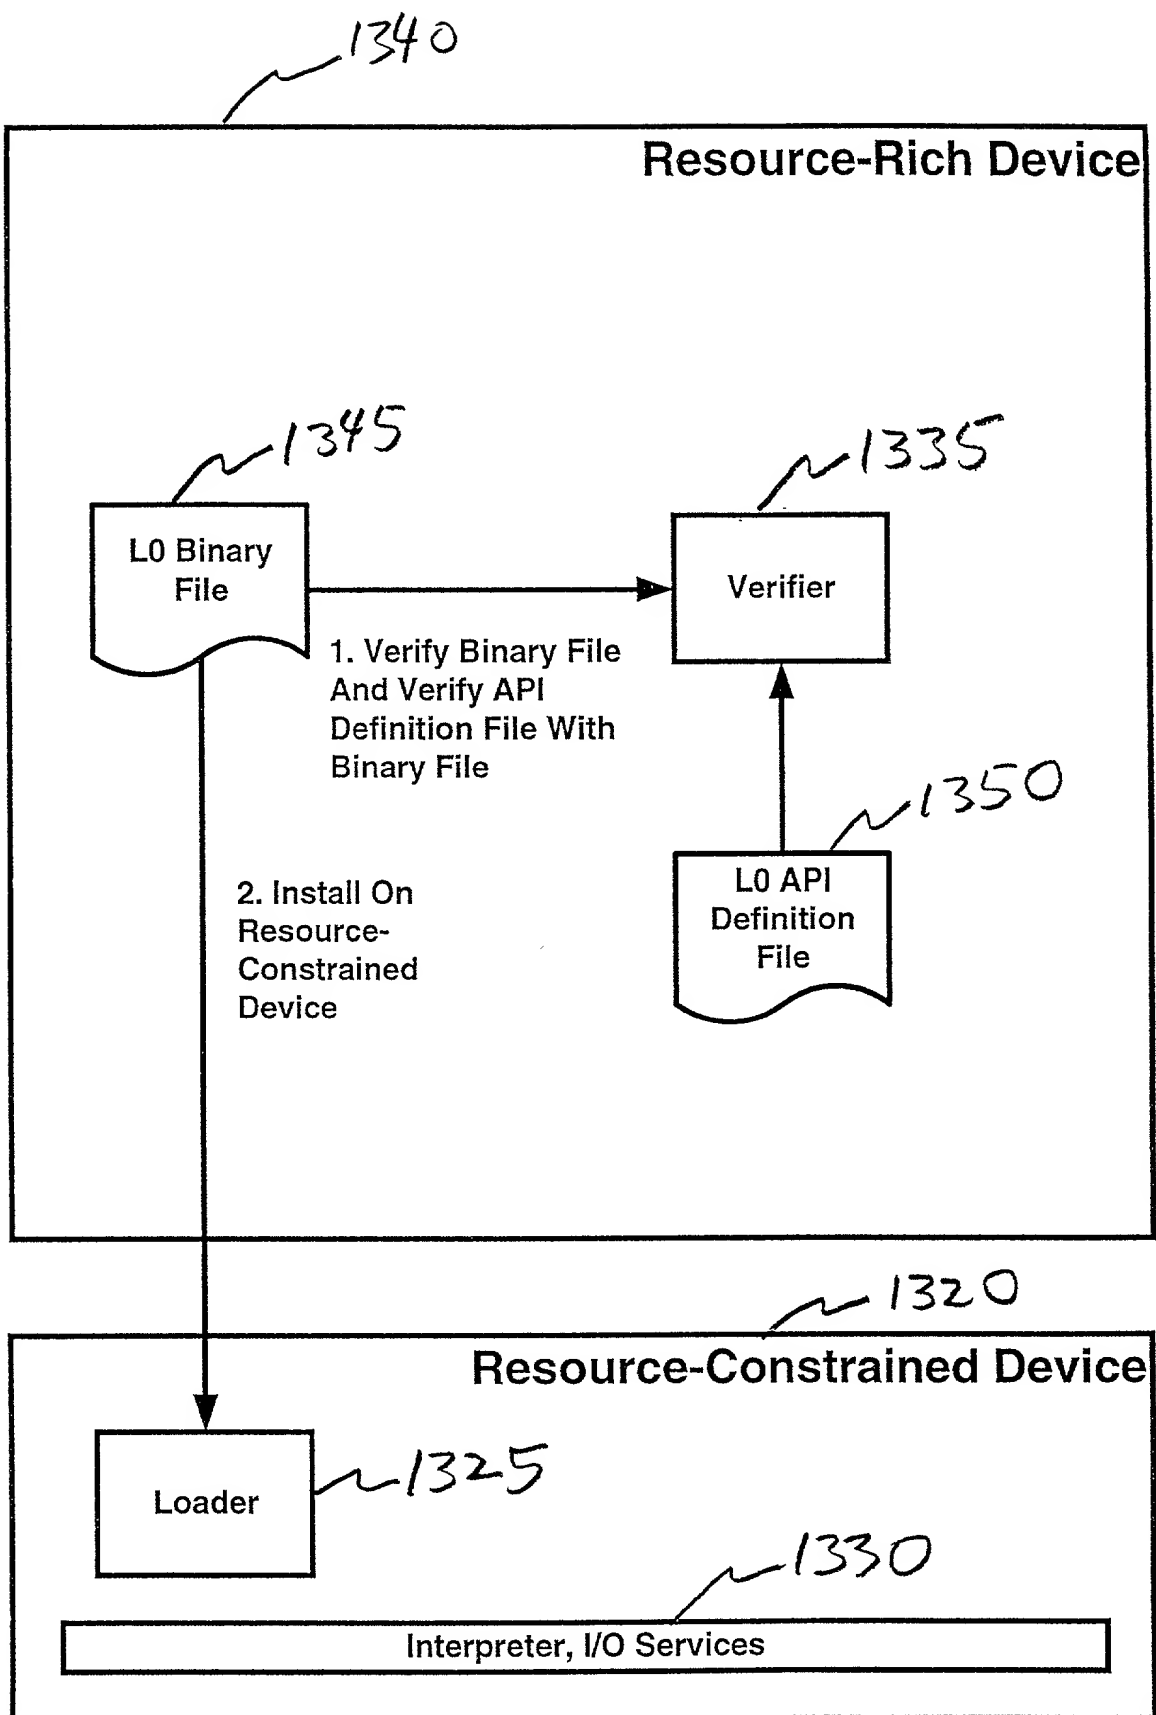 1340
Resource-Rich Device
1345
1335
L0 Binary
File
Verifier
1. Verify Binary File
And Verify API
Definition File With
Binary File
1350
L0 API
Definition
File
2. Install On
Resource-
Constrained
Device
1320
Resource-Constrained Device
Loader
1325
1330
Interpreter, I/O Services